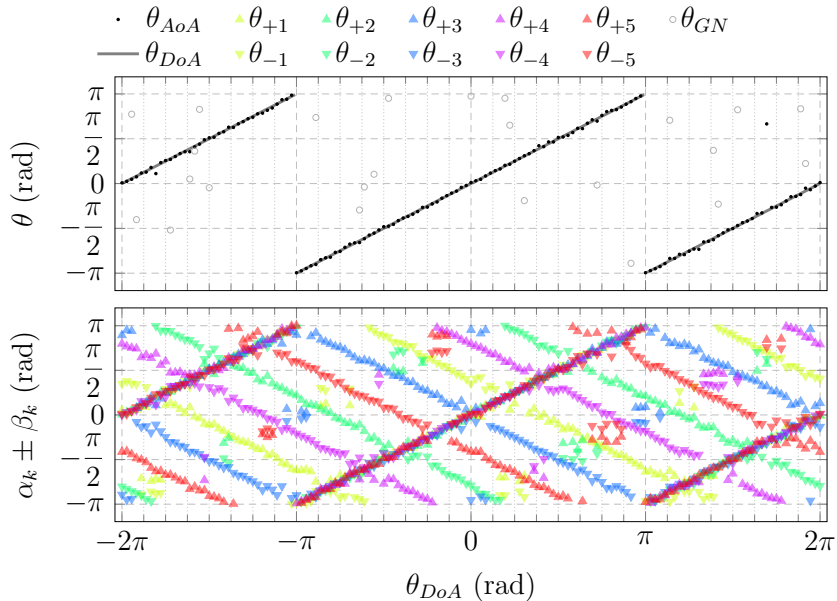 θ_AoA θ_+1 θ_+2 θ_+3 θ_+4 θ_+5 θ_GN
θ_DoA θ_−1 θ_−2 θ_−3 θ_−4 θ_−5
π
π/2
0
−π/2
−π
θ (rad)
π
π/2
0
−π/2
−π
α_k ± β_k (rad)
−2π −π 0 π 2π
θ_DoA (rad)